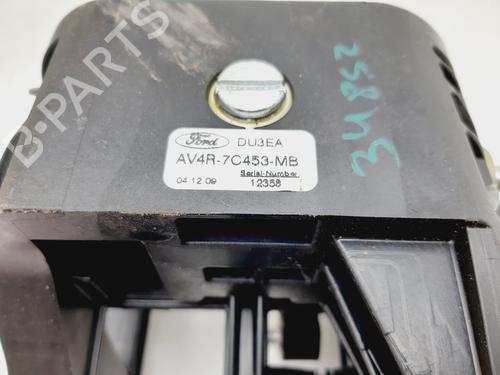 B-PARTS
Ford DU3EA
AV4R-7C453-MB
Serial-Number
04.12.09 12358
34852